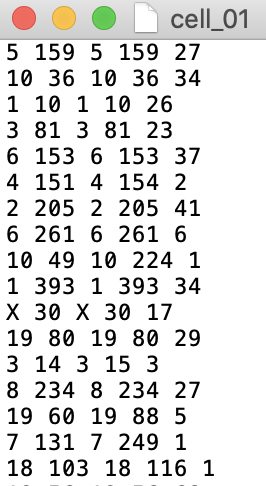 cell_01
5 159 5 159 27
10 36 10 36 34
1 10 1 10 26
3 81 3 81 23
6 153 6 153 37
4 151 4 154 2
2 205 2 205 41
6 261 6 261 6
10 49 10 224 1
1 393 1 393 34
X 30 X 30 17
19 80 19 80 29
3 14 3 15 3
8 234 8 234 27
19 60 19 88 5
7 131 7 249 1
18 103 18 116 1